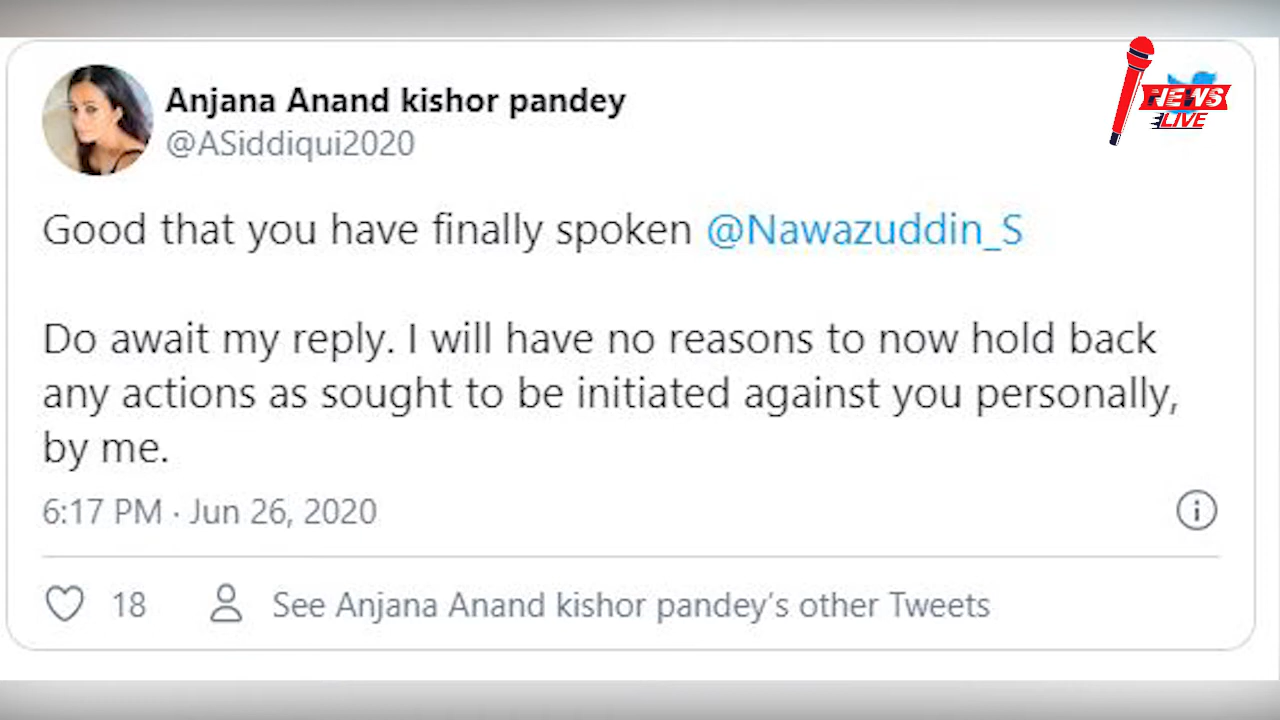 Anjana Anand kishor pandey
@ASiddiqui2020
NEWS
LIVE
Good that you have finally spoken @Nawazuddin_S
Do await my reply. I will have no reasons to now hold back
any actions as sought to be initiated against you personally,
by me.
6:17 PM · Jun 26, 2020
18
See Anjana Anand kishor pandey's other Tweets